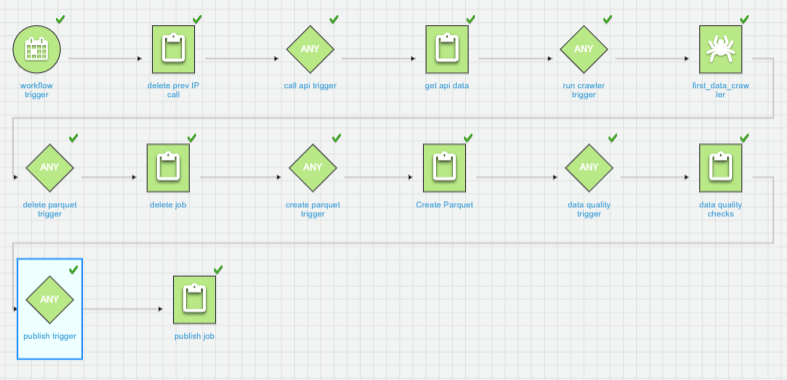 ANY
ANY
workflow
trigger
delete prev IP
call
call api trigger
get api data
run crawler
trigger
first_data_craw
ler
ANY
ANY
ANY
delete parquet
trigger
delete job
create parquet
trigger
Create Parquet
data quality
trigger
data quality
checks
ANY
publish trigger
publish job